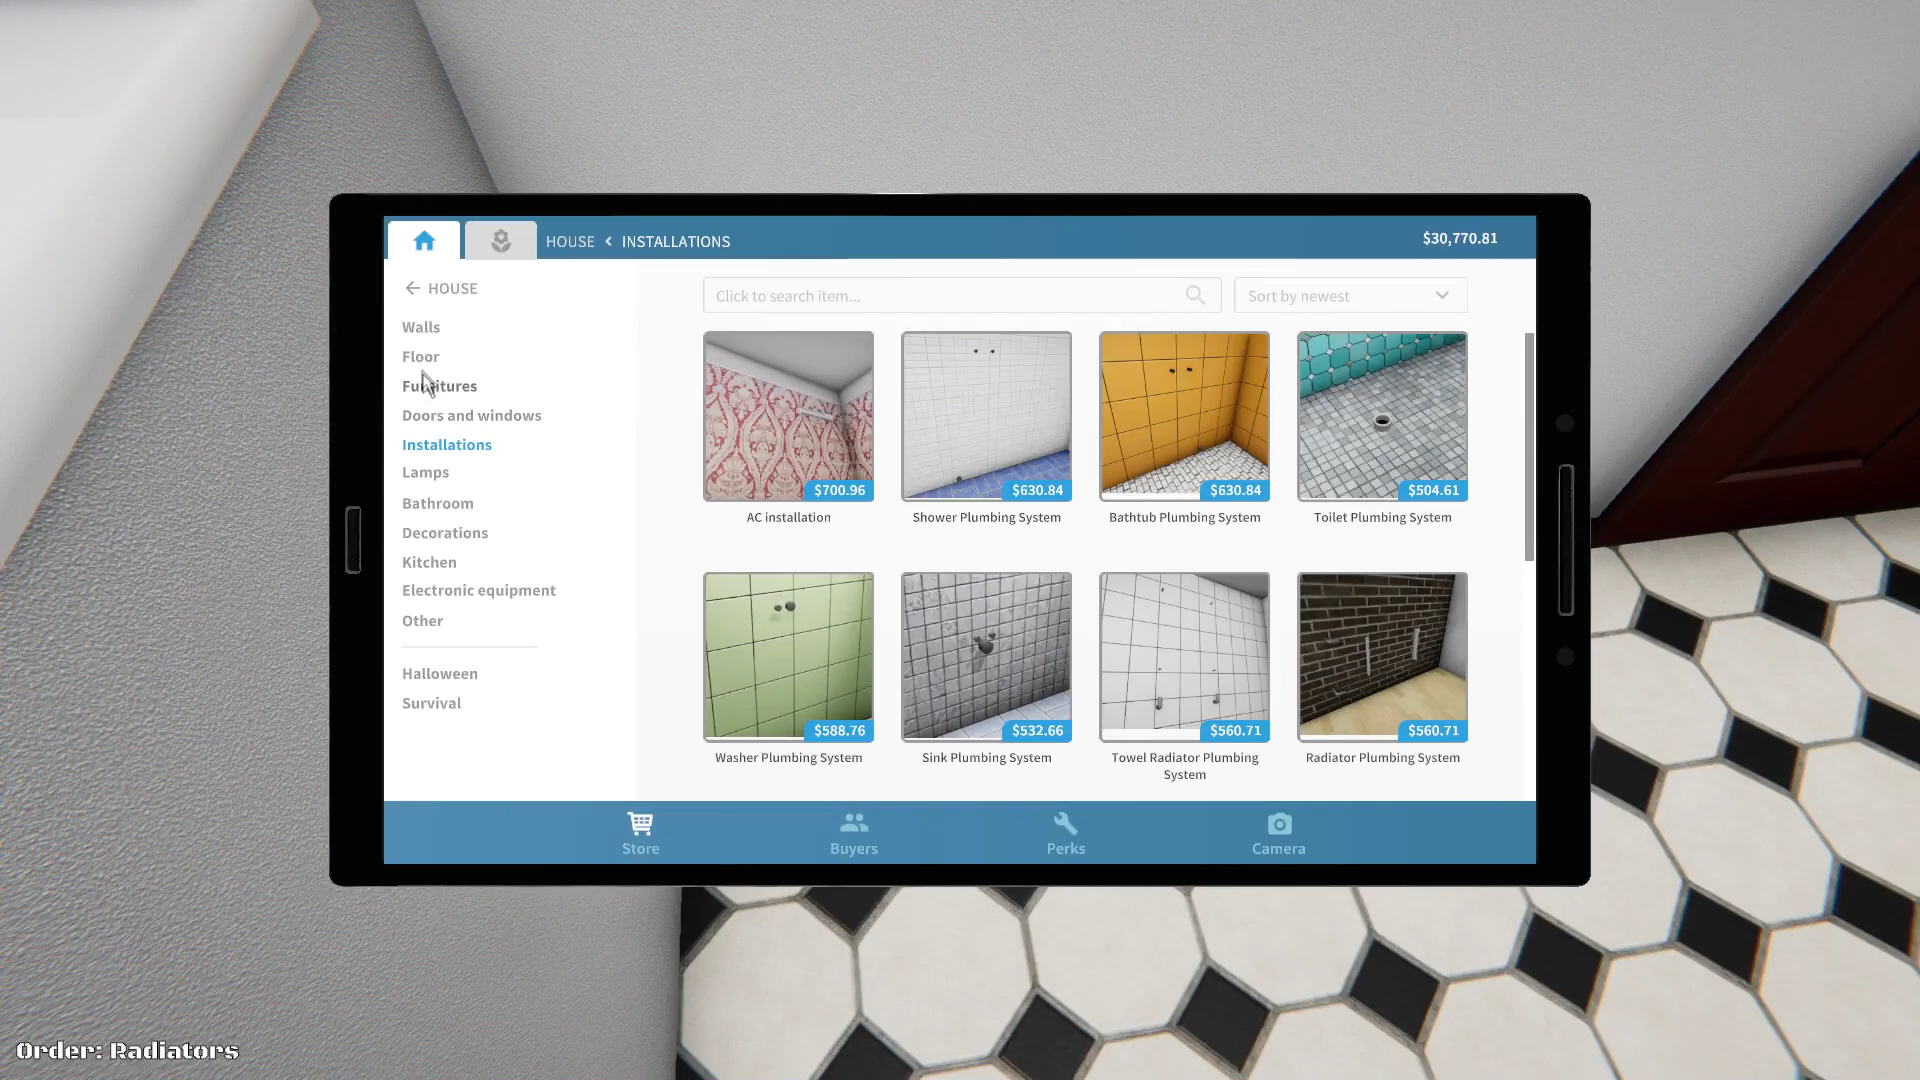 HOUSE < INSTALLATIONS
$30,770.81
HOUSE
Click to search item...
Sort by newest
Walls
Floor
Furnitures
Doors and windows
Installations
Lamps
Bathroom
Decorations
Kitchen
Electronic equipment
Other
Halloween
Survival
$700.96
$630.84
$630.84
$504.61
AC installation
Shower Plumbing System
Bathtub Plumbing System
Toilet Plumbing System
$588.76
$532.66
$560.71
$560.71
Washer Plumbing System
Sink Plumbing System
Towel Radiator Plumbing
System
Radiator Plumbing System
Store
Buyers
Perks
Camera
Order: Radiators